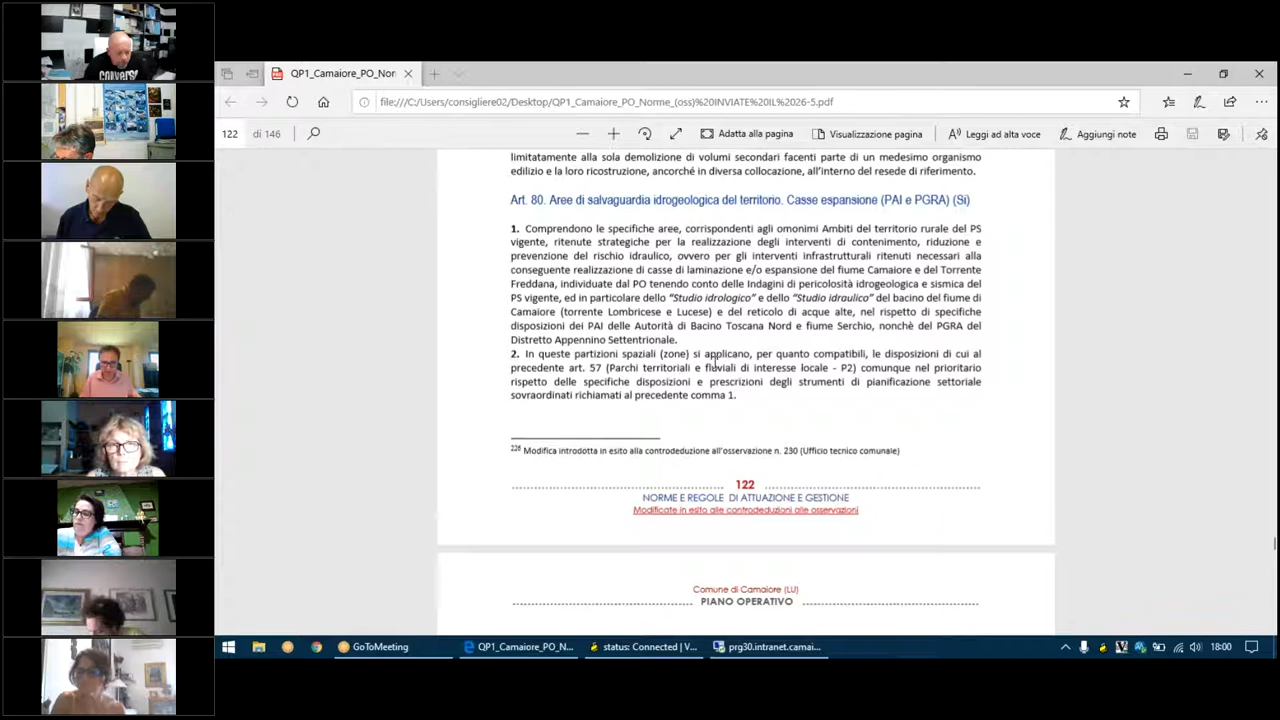 CONVERS
QP1_Camaiore_PO_Nor
file:///C:/Users/consigliere02/Desktop/QP1_Camaiore_PO_Norme_(oss)%20INVIATE%20IL%2026-5.pdf
122 di 146
Adatta alla pagina
Visualizzazione pagina
Leggi ad alta voce
Aggiungi note
limitatamente alla sola demolizione di volumi secondari facenti parte di un medesimo organismo
edilizio e la loro ricostruzione, ancorché in diversa collocazione, all'interno del resede di riferimento.
Art. 80. Aree di salvaguardia idrogeologica del territorio. Casse espansione (PAI e PGRA) (Si)
1. Comprendono le specifiche aree, corrispondenti agli omonimi Ambiti del territorio rurale del PS
vigente, ritenute strategiche per la realizzazione degli interventi di contenimento, riduzione e
prevenzione del rischio idraulico, ovvero per gli interventi infrastrutturali ritenuti necessari alla
conseguente realizzazione di casse di laminazione e/o espansione del fiume Camaiore e del Torrente
Freddana, individuate dal PO tenendo conto delle Indagini di pericolosità idrogeologica e sismica del
PS vigente, ed in particolare dello "Studio idrologico" e dello "Studio idraulico" del bacino del fiume di
Camaiore (torrente Lombricese e Lucese) e del reticolo di acque alte, nel rispetto di specifiche
disposizioni dei PAI delle Autorità di Bacino Toscana Nord e fiume Serchio, nonchè del PGRA del
Distretto Appennino Settentrionale.
2. In queste partizioni spaziali (zone) si applicano, per quanto compatibili, le disposizioni di cui al
precedente art. 57 (Parchi territoriali e fluviali di interesse locale - P2) comunque nel prioritario
rispetto delle specifiche disposizioni e prescrizioni degli strumenti di pianificazione settoriale
sovraordinati richiamati al precedente comma 1.
226 Modifica introdotta in esito alla controdeduzione all'osservazione n. 230 (Ufficio tecnico comunale)
122
NORME E REGOLE DI ATTUAZIONE E GESTIONE
Modificate in esito alle controdeduzioni alle osservazioni
Comune di Camaiore (LU)
PIANO OPERATIVO
GoToMeeting
QP1_Camaiore_PO_N...
status: Connected | V...
prg30.intranet.camai...
18:00